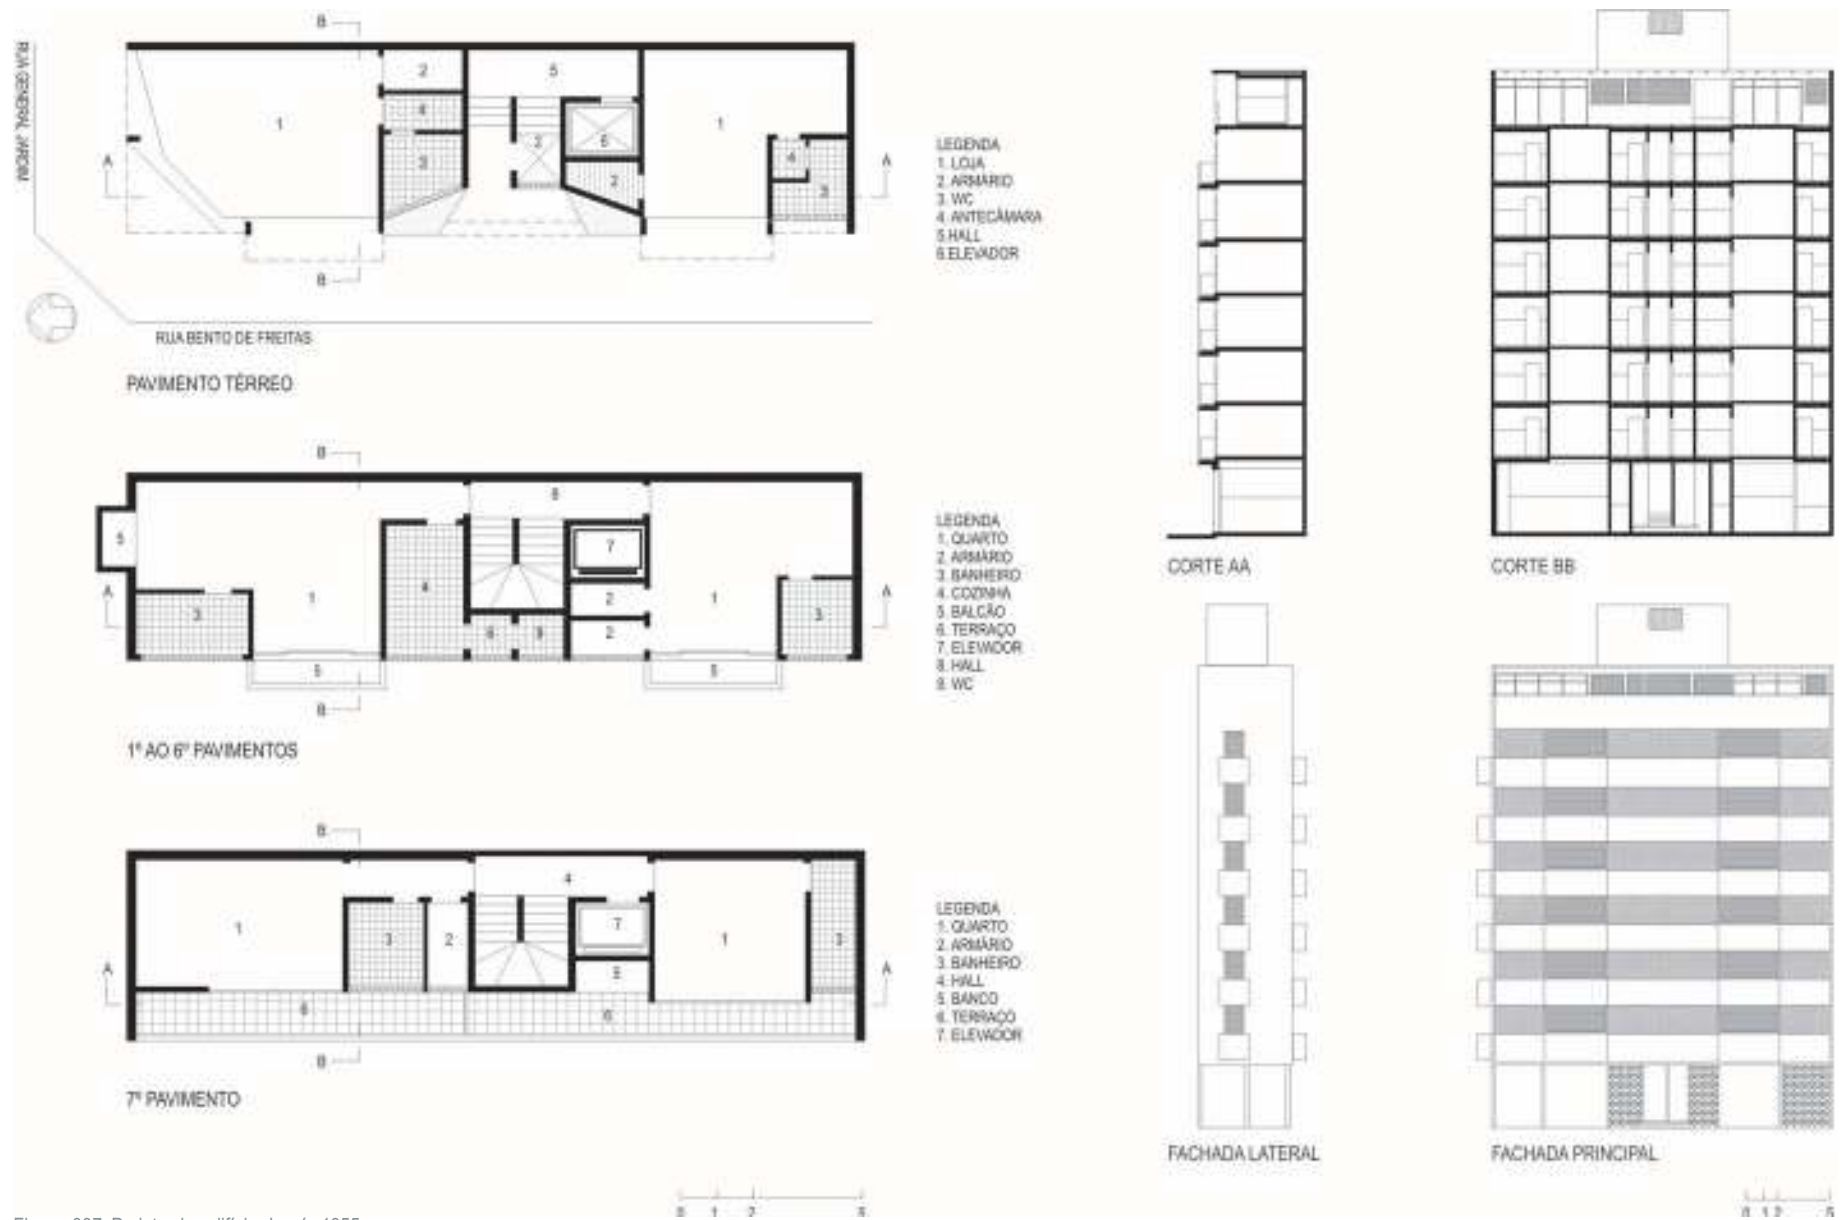 B
RUA GENERAL JARDIM
2
5
4
1
2
1
6
4
3
2
3
A
A
B
RUA BENTO DE FREITAS
PAVIMENTO TÉRREO
LEGENDA
1. LOJA
2. ARMÁRIO
3. WC
4. ANTECÂMARA
5.HALL
6.ELEVADOR
B
8
5
7
4
A
A
3
1
2
1
3
6
9
2
5
5
B
1º AO 6º PAVIMENTOS
LEGENDA
1. QUARTO
2. ARMÁRIO
3. BANHEIRO
4. COZINHA
5. BALCÃO
6. TERRAÇO
7. ELEVADOR
8. HALL
9. WC
B
4
1
3
2
7
1
3
5
A
A
6
6
B
7º PAVIMENTO
LEGENDA
1. QUARTO
2. ARMÁRIO
3. BANHEIRO
4. HALL
5. BANCO
6. TERRAÇO
7. ELEVADOR
CORTE AA
CORTE BB
FACHADA LATERAL
FACHADA PRINCIPAL
0 1 2 5
0 1 2 5